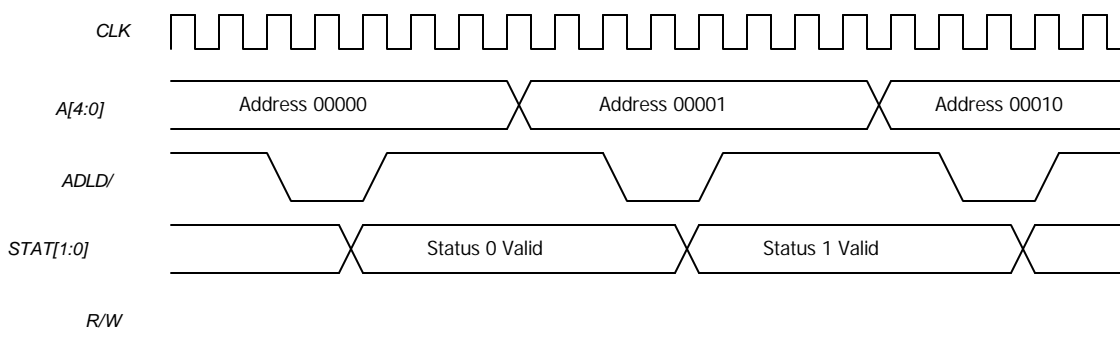 CLK
A[4:0] Address 00000 Address 00001 Address 00010
ADLD/
STAT[1:0] Status 0 Valid Status 1 Valid
R/W